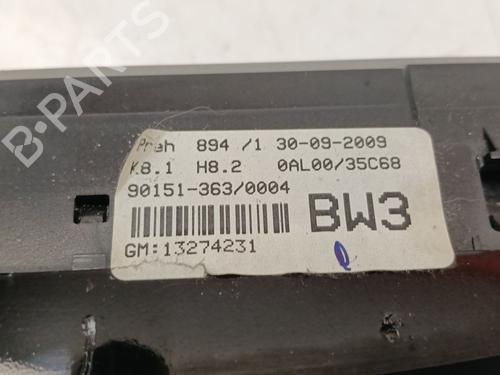 Preh 894 /1 30-09-2009
K8.1 H8.2 0AL00/35C68
90151-363/0004
BW3
GM:13274231
B-PARTS